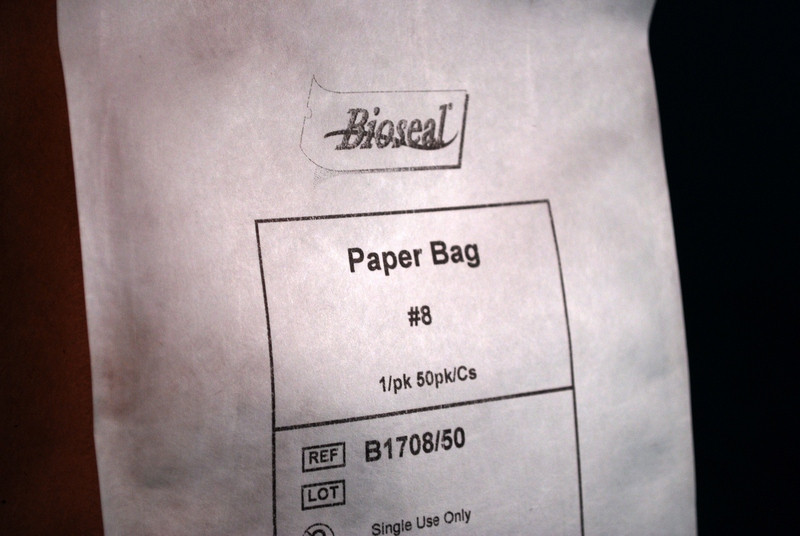 Bioseal
Paper Bag
#8
1/pk 50pk/Cs
REF B1708/50
LOT
Single Use Only